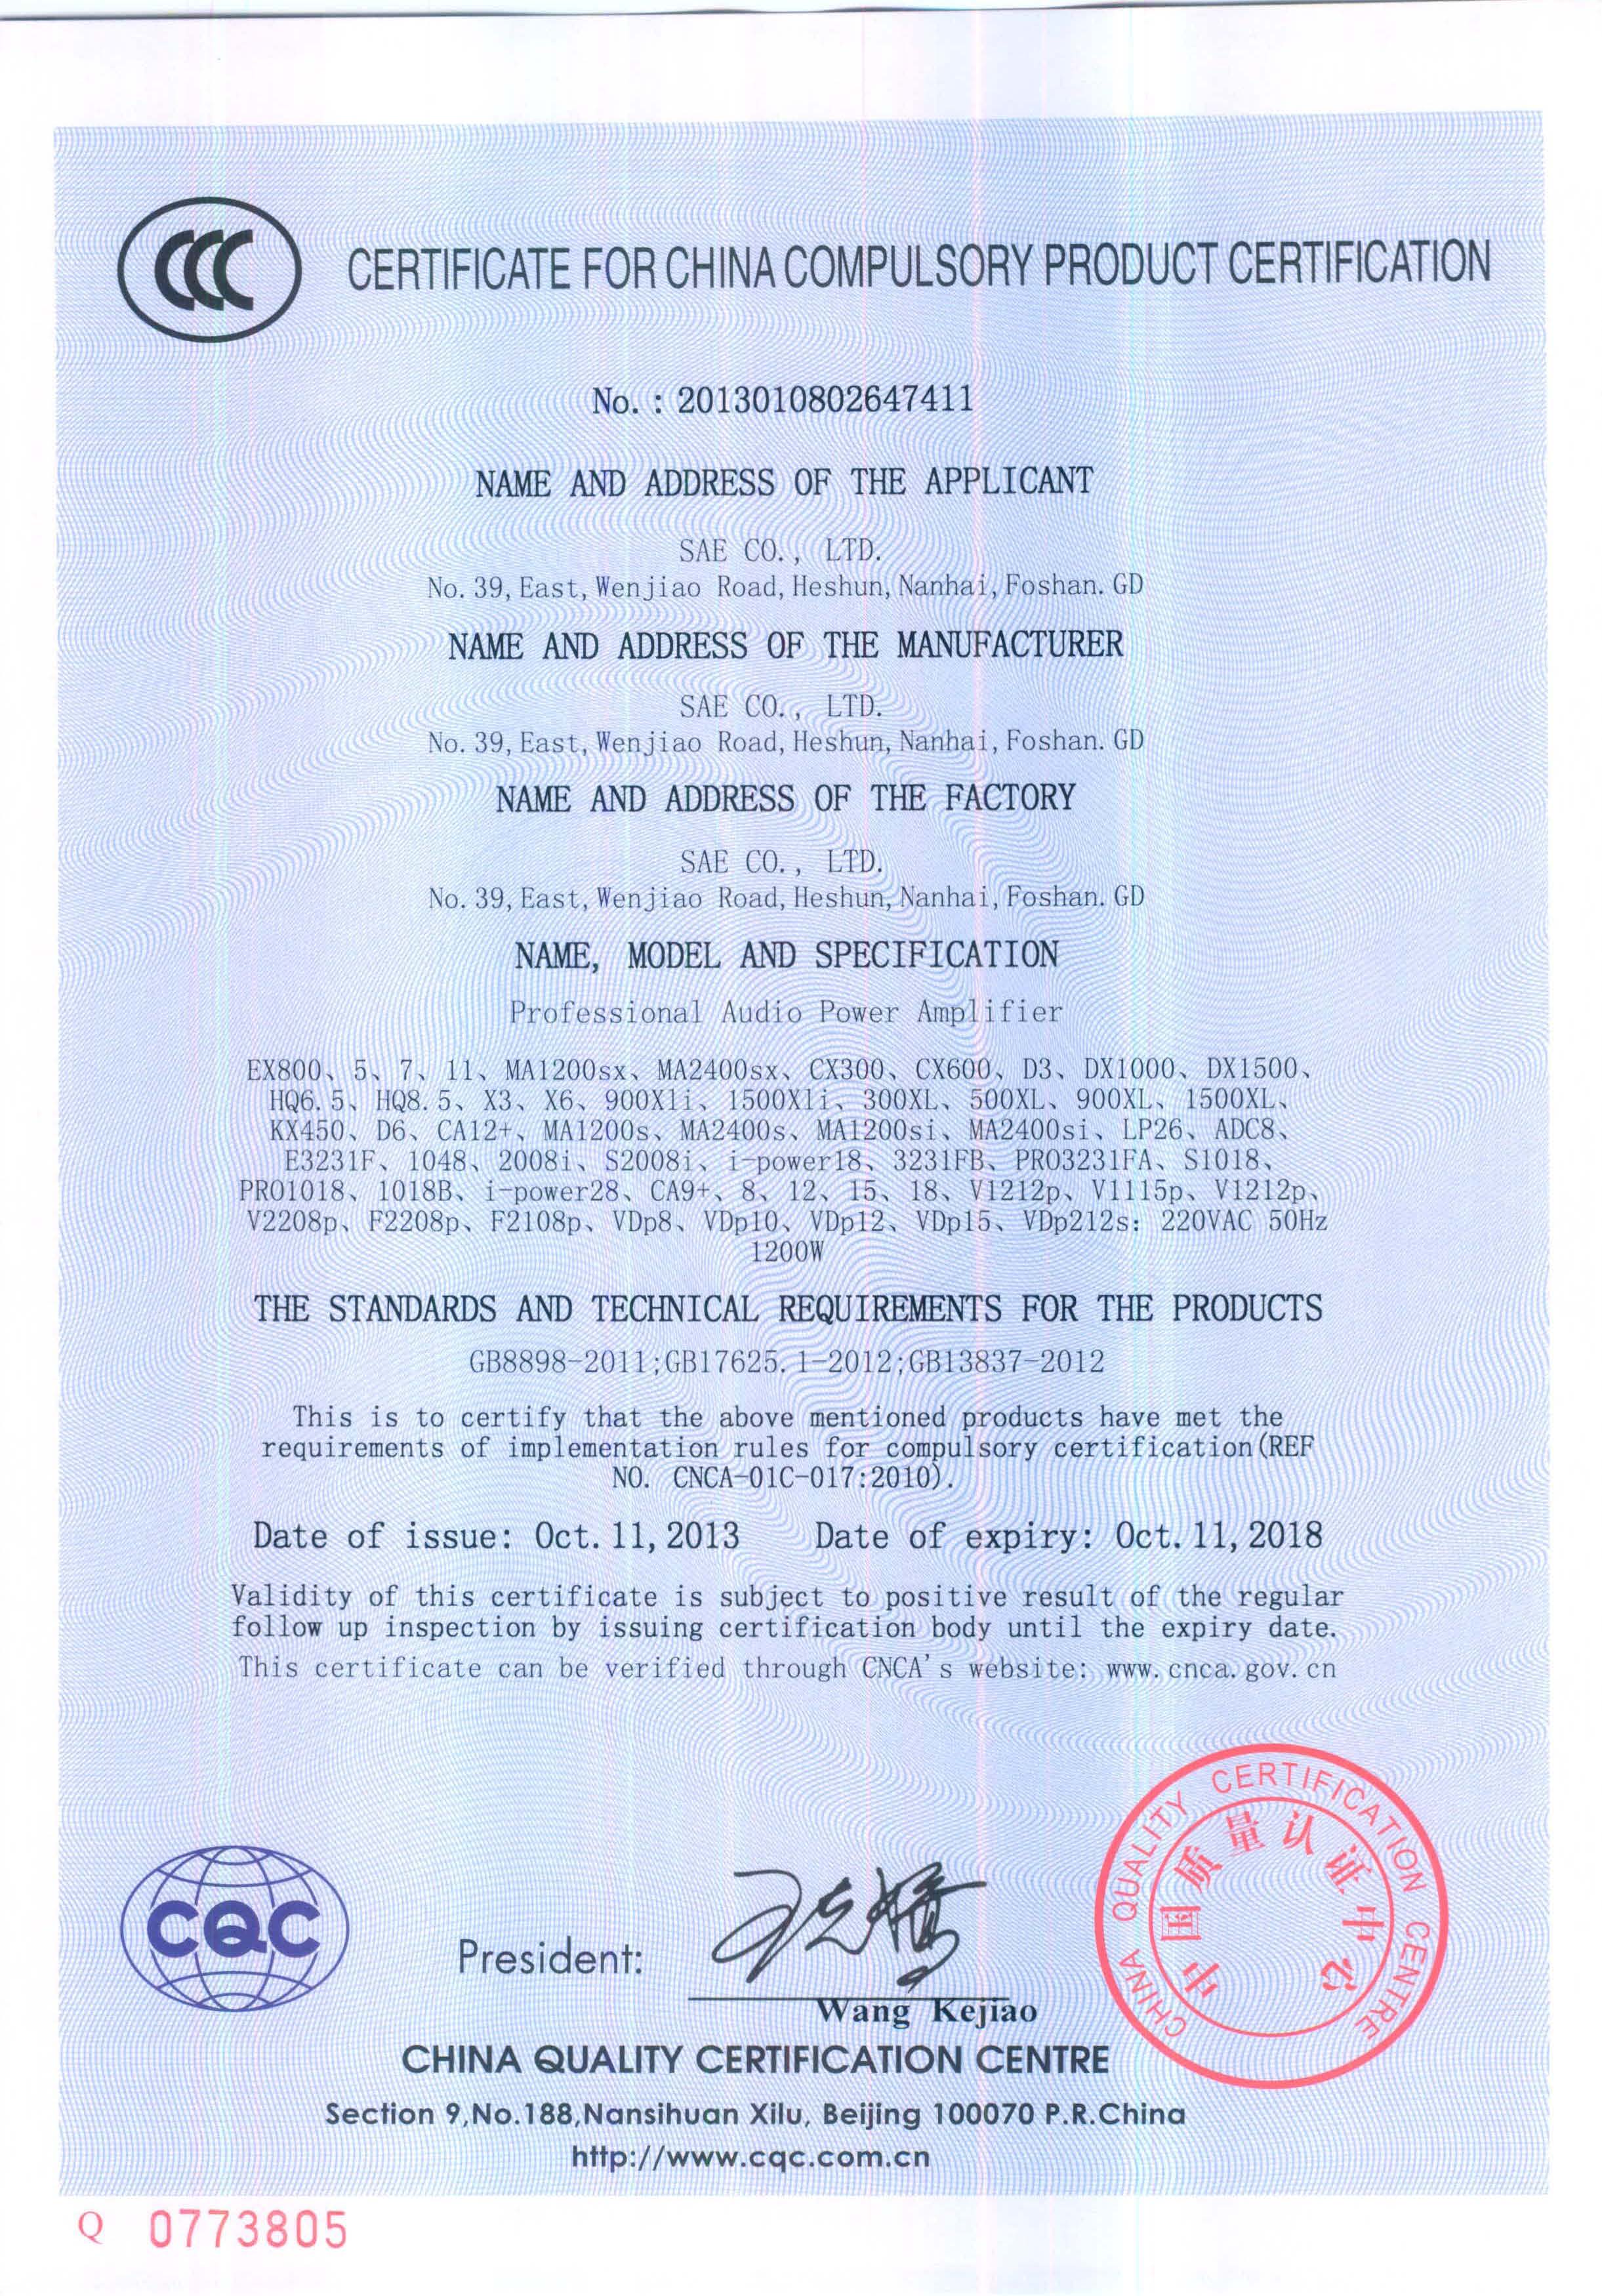 CCC
CERTIFICATE FOR CHINA COMPULSORY PRODUCT CERTIFICATION
No. : 2013010802647411
NAME AND ADDRESS OF THE APPLICANT
SAE CO., LTD.
No. 39, East, Wenjiao Road, Heshun, Nanhai, Foshan. GD
NAME AND ADDRESS OF THE MANUFACTURER
SAE CO., LTD.
No. 39, East, Wenjiao Road, Heshun, Nanhai, Foshan. GD
NAME AND ADDRESS OF THE FACTORY
SAE CO., LTD.
No. 39, East, Wenjiao Road, Heshun, Nanhai, Foshan. GD
NAME, MODEL AND SPECIFICATION
Professional Audio Power Amplifier
EX800、5、7、11、MA1200sx、MA2400sx、CX300、CX600、D3、DX1000、DX1500、
HQ6.5、HQ8.5、X3、X6、900Xli、1500Xli、300XL、500XL、900XL、1500XL、
KX450、D6、CA12+、MA1200s、MA2400s、MA1200si、MA2400si、LP26、ADC8、
E3231F、1048、2008i、S2008i、i-power18、3231FB、PRO3231FA、S1018、
PRO1018、1018B、i-power28、CA9+、8、12、15、18、V1212p、V1115p、V1212p、
V2208p、F2208p、F2108p、VDp8、VDp10、VDp12、VDp15、VDp212s: 220VAC 50Hz
1200W
THE STANDARDS AND TECHNICAL REQUIREMENTS FOR THE PRODUCTS
GB8898-2011;GB17625.1-2012;GB13837-2012
This is to certify that the above mentioned products have met the
requirements of implementation rules for compulsory certification(REF
NO. CNCA-01C-017:2010).
Date of issue: Oct. 11, 2013 Date of expiry: Oct. 11, 2018
Validity of this certificate is subject to positive result of the regular
follow up inspection by issuing certification body until the expiry date.
This certificate can be verified through CNCA's website: www.cnca.gov.cn
CHINA QUALITY CERTIFICATION CENTRE
中国质量认证中心
CQC
President:
王克娇
Wang Kejiao
CHINA QUALITY CERTIFICATION CENTRE
Section 9,No.188,Nansihuan Xilu, Beijing 100070 P.R.China
http://www.cqc.com.cn
Q 0773805